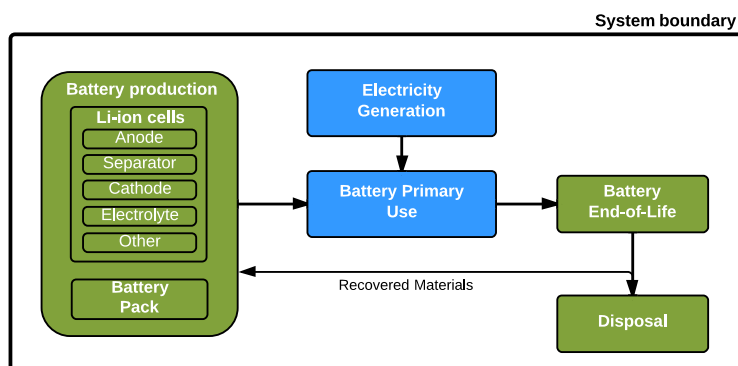 System boundary
Battery production
Li-ion cells
Anode
Separator
Cathode
Electrolyte
Other
Battery
Pack
Electricity
Generation
Battery Primary
Use
Battery
End-of-Life
Recovered Materials
Disposal